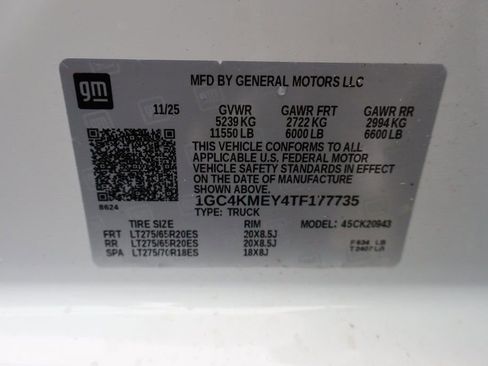 gm
MFD BY GENERAL MOTORS LLC
11/25 GVWR GAWR FRT GAWR RR
5239 KG 2722 KG 2994 KG
11550 LB 6000 LB 6600 LB
THIS VEHICLE CONFORMS TO ALL
APPLICABLE U.S. FEDERAL MOTOR
VEHICLE SAFETY STANDARDS IN EFFECT
ON THE DATE OF MANUFACTURE
SHOWN ABOVE.
1GC4KMEY4TF177735
8624 TYPE: TRUCK
TIRE SIZE RIM MODEL: 45CK20943
FRT LT275/65R20ES 20X8.5J
RR LT275/65R20ES 20X8.5J
SPA LT275/70R18ES 18X8J